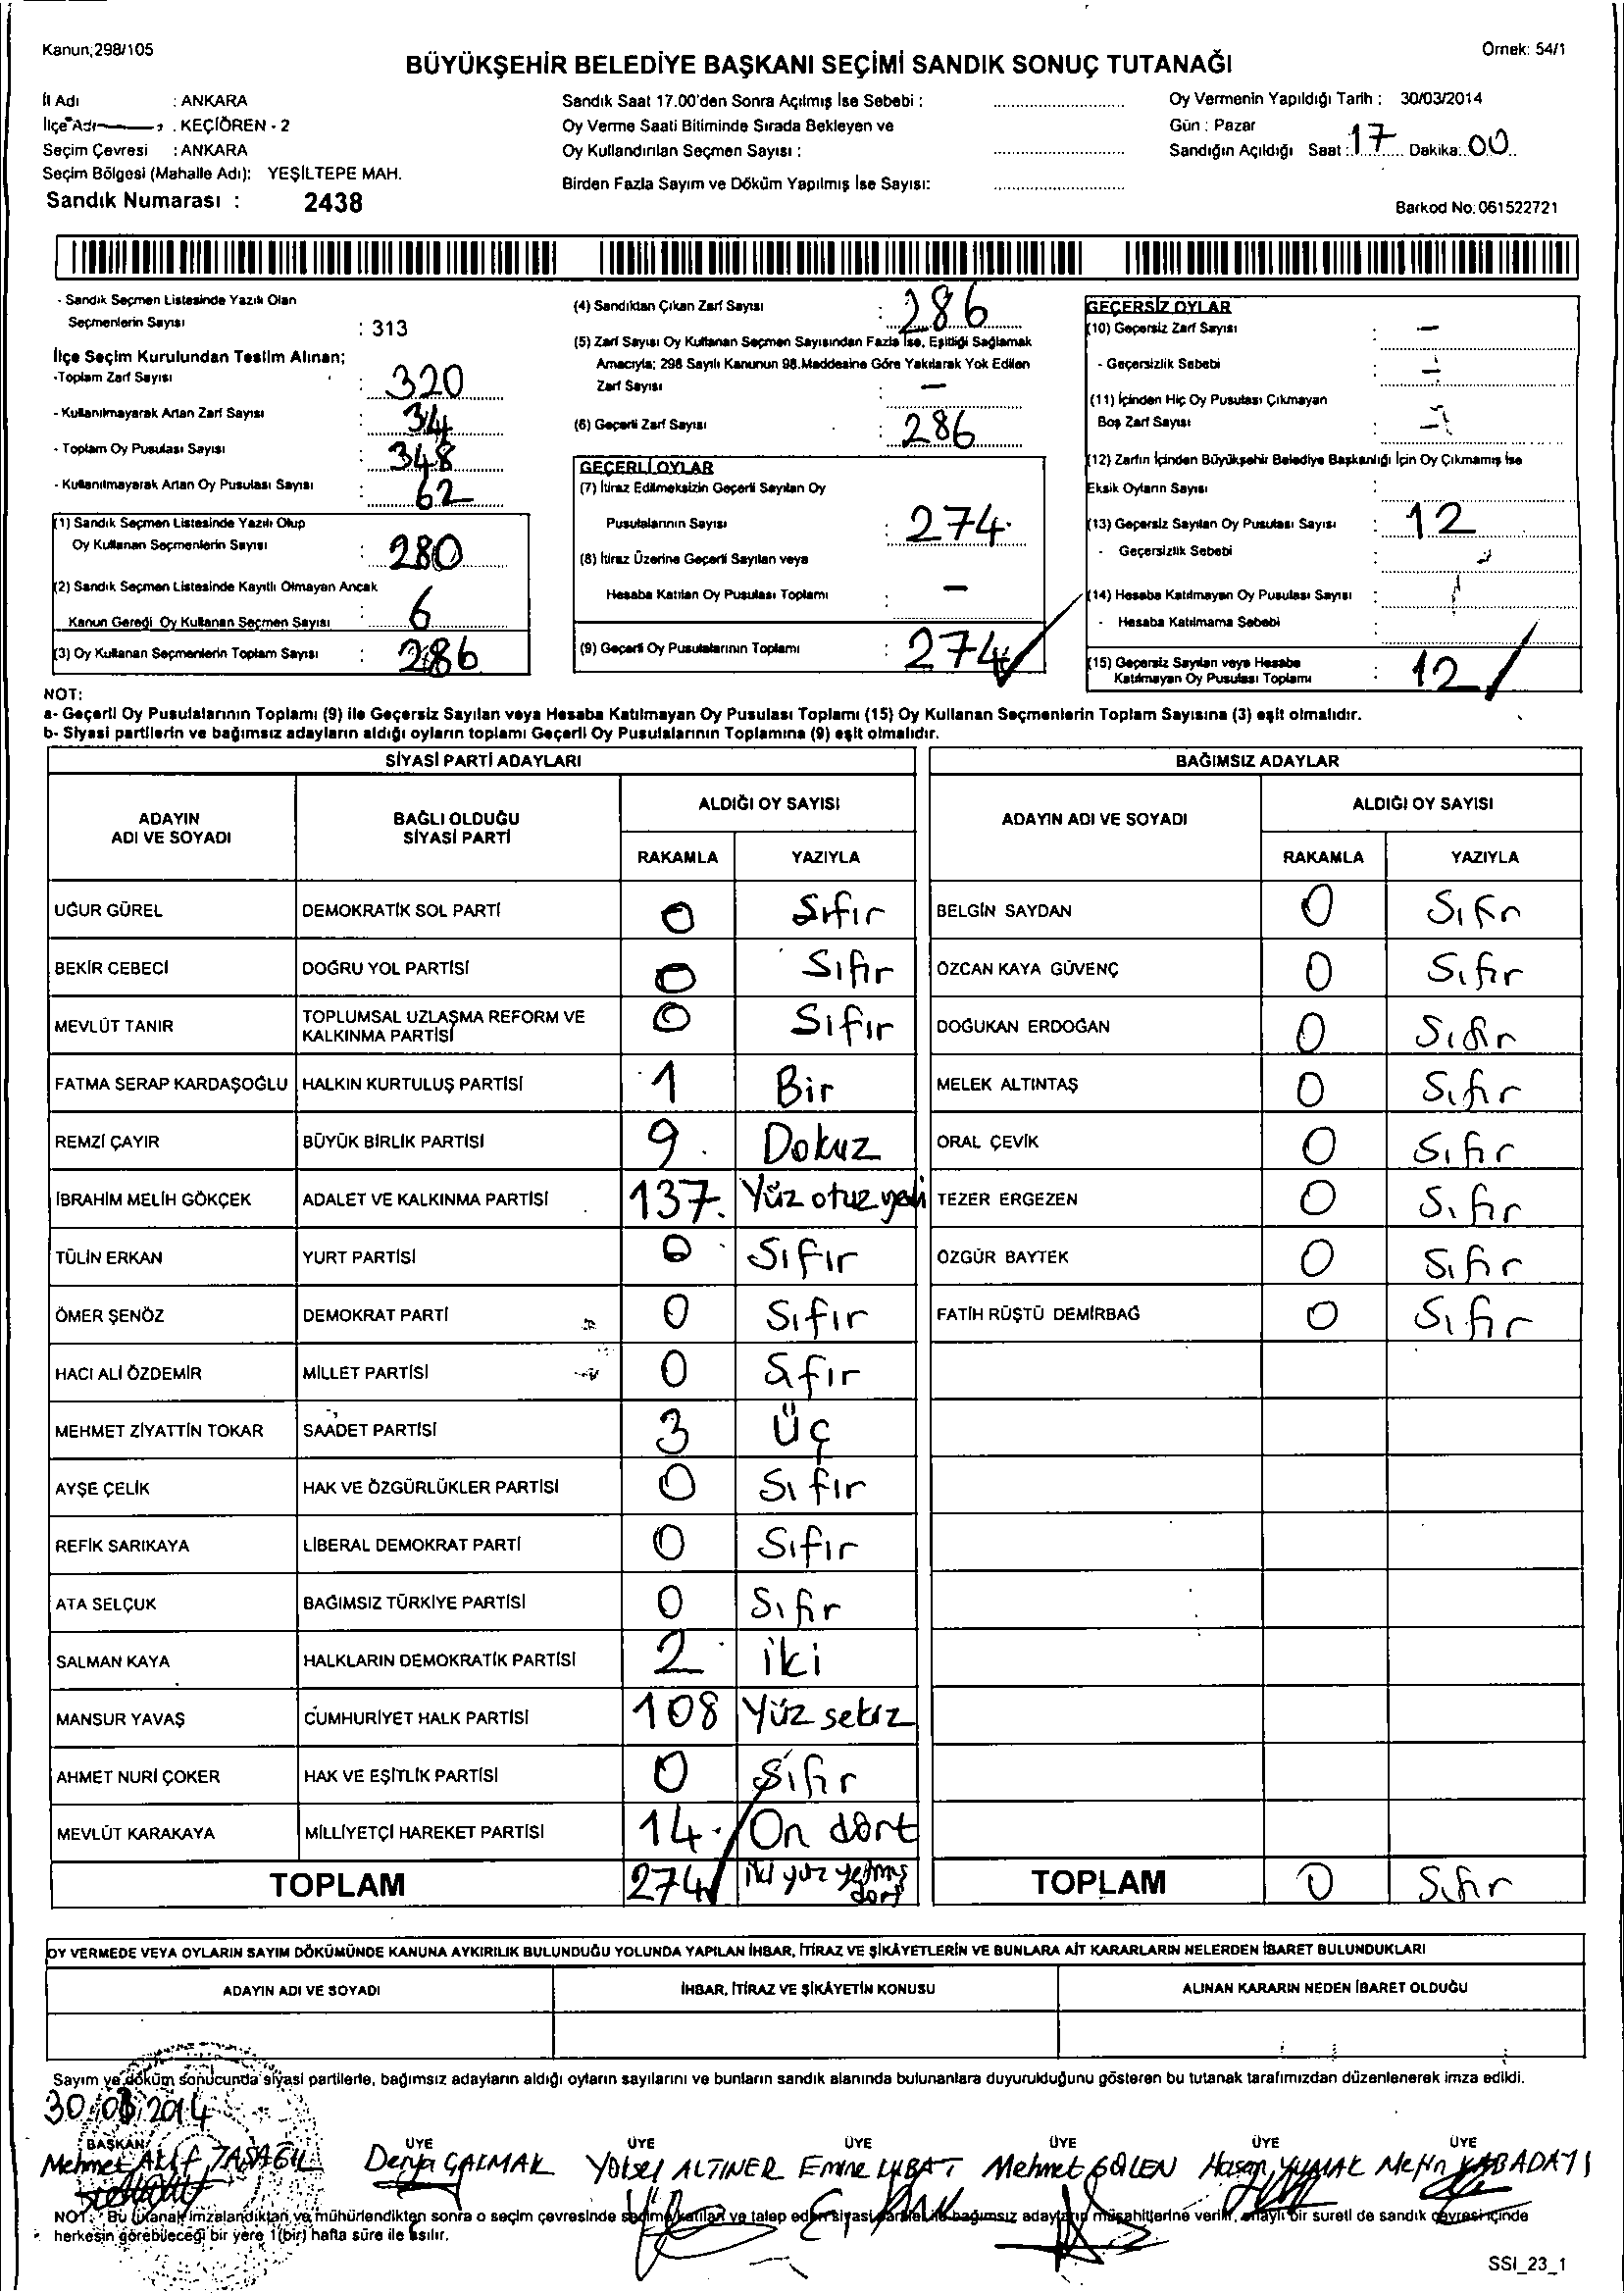 Kanun;298/105
Örnek: 54/1
BÜYÜKŞEHİR BELEDİYE BAŞKANI SEÇİMİ SANDIK SONUÇ TUTANAĞI
İl Adı : ANKARA
İlçe Adı : KEÇİÖREN - 2
Seçim Çevresi : ANKARA
Seçim Bölgesi (Mahalle Adı): YEŞİLTEPE MAH.
Sandık Numarası : 2438
Sandık Saat 17.00'den Sonra Açılmış İse Sebebi :
Oy Verme Saati Bitiminde Sırada Bekleyen ve
Oy Kullandırılan Seçmen Sayısı :
Birden Fazla Sayım ve Döküm Yapılmış İse Sayısı:
Oy Vermenin Yapıldığı Tarih : 30/03/2014
Gün : Pazar
Sandığın Açıldığı Saat : 17 Dakika: 00
Barkod No: 061522721
- Sandık Seçmen Listesinde Yazılı Olan
Seçmenlerin Sayısı : 313
İlçe Seçim Kurulundan Teslim Alınan;
-Toplam Zarf Sayısı : 320
- Kullanılmayarak Artan Zarf Sayısı : 34
- Toplam Oy Pusulası Sayısı : 348
- Kullanılmayarak Artan Oy Pusulası Sayısı : 62
(1) Sandık Seçmen Listesinde Yazılı Olup
Oy Kullanan Seçmenlerin Sayısı : 280
(2) Sandık Seçmen Listesinde Kayıtlı Olmayan Ancak
Kanun Gereği Oy Kullanan Seçmen Sayısı : 6
(3) Oy Kullanan Seçmenlerin Toplam Sayısı : 286
(4) Sandıktan Çıkan Zarf Sayısı : 286
(5) Zarf Sayısı Oy Kullanan Seçmen Sayısından Fazla İse, Eşitliği Sağlamak
Amacıyla; 298 Sayılı Kanunun 98.Maddesine Göre Yakılarak Yok Edilen
Zarf Sayısı : —
(6) Geçerli Zarf Sayısı : 286
GEÇERLİ OYLAR
(7) İtiraz Edilmeksizin Geçerli Sayılan Oy
Pusulalarının Sayısı : 274
(8) İtiraz Üzerine Geçerli Sayılan veya
Hesaba Katılan Oy Pusulası Toplamı : —
(9) Geçerli Oy Pusulalarının Toplamı : 274
GEÇERSİZ OYLAR
(10) Geçersiz Zarf Sayısı : —
- Geçersizlik Sebebi : —
(11) İçinden Hiç Oy Pusulası Çıkmayan
Boş Zarf Sayısı : —
(12) Zarfın İçinden Büyükşehir Belediye Başkanlığı İçin Oy Çıkmamış İse
Eksik Oyların Sayısı :
(13) Geçersiz Sayılan Oy Pusulası Sayısı : 12
- Geçersizlik Sebebi
(14) Hesaba Katılmayan Oy Pusulası Sayısı :
- Hesaba Katılmama Sebebi :
(15) Geçersiz Sayılan veya Hesaba
Katılmayan Oy Pusulası Toplamı : 12
NOT:
a- Geçerli Oy Pusulalarının Toplamı (9) ile Geçersiz Sayılan veya Hesaba Katılmayan Oy Pusulası Toplamı (15) Oy Kullanan Seçmenlerin Toplam Sayısına (3) eşit olmalıdır.
b- Siyasi partilerin ve bağımsız adayların aldığı oyların toplamı Geçerli Oy Pusulalarının Toplamına (9) eşit olmalıdır.
SİYASİ PARTİ ADAYLARI
ADAYIN ADI VE SOYADI BAĞLI OLDUĞU SİYASİ PARTİ ALDIĞI OY SAYISI
RAKAMLA YAZIYLA
UĞUR GÜREL DEMOKRATİK SOL PARTİ 0 Sıfır
BEKİR CEBECİ DOĞRU YOL PARTİSİ 0 Sıfır
MEVLÜT TANIR TOPLUMSAL UZLAŞMA REFORM VE KALKINMA PARTİSİ 0 Sıfır
FATMA SERAP KARDAŞOĞLU HALKIN KURTULUŞ PARTİSİ 1 Bir
REMZİ ÇAYIR BÜYÜK BİRLİK PARTİSİ 9 Dokuz
İBRAHİM MELİH GÖKÇEK ADALET VE KALKINMA PARTİSİ 137 Yüz otuz yedi
TÜLİN ERKAN YURT PARTİSİ 0 Sıfır
ÖMER ŞENÖZ DEMOKRAT PARTİ 0 Sıfır
HACI ALİ ÖZDEMİR MİLLET PARTİSİ 0 Sıfır
MEHMET ZİYATTİN TOKAR SAADET PARTİSİ 3 Üç
AYŞE ÇELİK HAK VE ÖZGÜRLÜKLER PARTİSİ 0 Sıfır
REFİK SARIKAYA LİBERAL DEMOKRAT PARTİ 0 Sıfır
ATA SELÇUK BAĞIMSIZ TÜRKİYE PARTİSİ 0 Sıfır
SALMAN KAYA HALKLARIN DEMOKRATİK PARTİSİ 2 iki
MANSUR YAVAŞ CUMHURİYET HALK PARTİSİ 108 Yüz sekiz
AHMET NURİ ÇOKER HAK VE EŞİTLİK PARTİSİ 0 Sıfır
MEVLÜT KARAKAYA MİLLİYETÇİ HAREKET PARTİSİ 14 On dört
TOPLAM 274 iki yüz yetmiş dört
BAĞIMSIZ ADAYLAR
ADAYIN ADI VE SOYADI ALDIĞI OY SAYISI
RAKAMLA YAZIYLA
BELGİN SAYDAN 0 Sıfır
ÖZCAN KAYA GÜVENÇ 0 Sıfır
DOĞUKAN ERDOĞAN 0 Sıfır
MELEK ALTINTAŞ 0 Sıfır
ORAL ÇEVİK 0 Sıfır
TEZER ERGEZEN 0 Sıfır
ÖZGÜR BAYTEK 0 Sıfır
FATİH RÜŞTÜ DEMİRBAĞ 0 Sıfır
TOPLAM 0 Sıfır
OY VERMEDE VEYA OYLARIN SAYIM DÖKÜMÜNDE KANUNA AYKIRILIK BULUNDUĞU YOLUNDA YAPILAN İHBAR, İTİRAZ VE ŞİKÂYETLERİN VE BUNLARA AİT KARARLARIN NELERDEN İBARET BULUNDUKLARI
ADAYIN ADI VE SOYADI İHBAR, İTİRAZ VE ŞİKÂYETİN KONUSU ALINAN KARARIN NEDEN İBARET OLDUĞU
Sayım ve döküm sonucunda siyasi partilerle, bağımsız adayların aldığı oyların sayılarını ve bunların sandık alanında bulunanlara duyurulduğunu gösteren bu tutanak tarafımızdan düzenlenerek imza edildi.
30/03/2014
BAŞKAN ÜYE ÜYE ÜYE ÜYE ÜYE ÜYE
Mehmet Akif TAŞAĞIL Derya ÇALMAK Yüksel ALTINER Emine Mehmet GÜLEN Hasan YUMAK Metin KABADAYI
NOT: Bu tutanak imzalandıktan ve mühürlendikten sonra o seçim çevresinde seçime katılan ve talep eden siyasi partiler ile bağımsız adayların müşahitlerine verilir, onaylı bir sureti de sandık çevresi içinde
herkesin görebileceği bir yere 1(bir) hafta süre ile asılır.
SSI_23_1